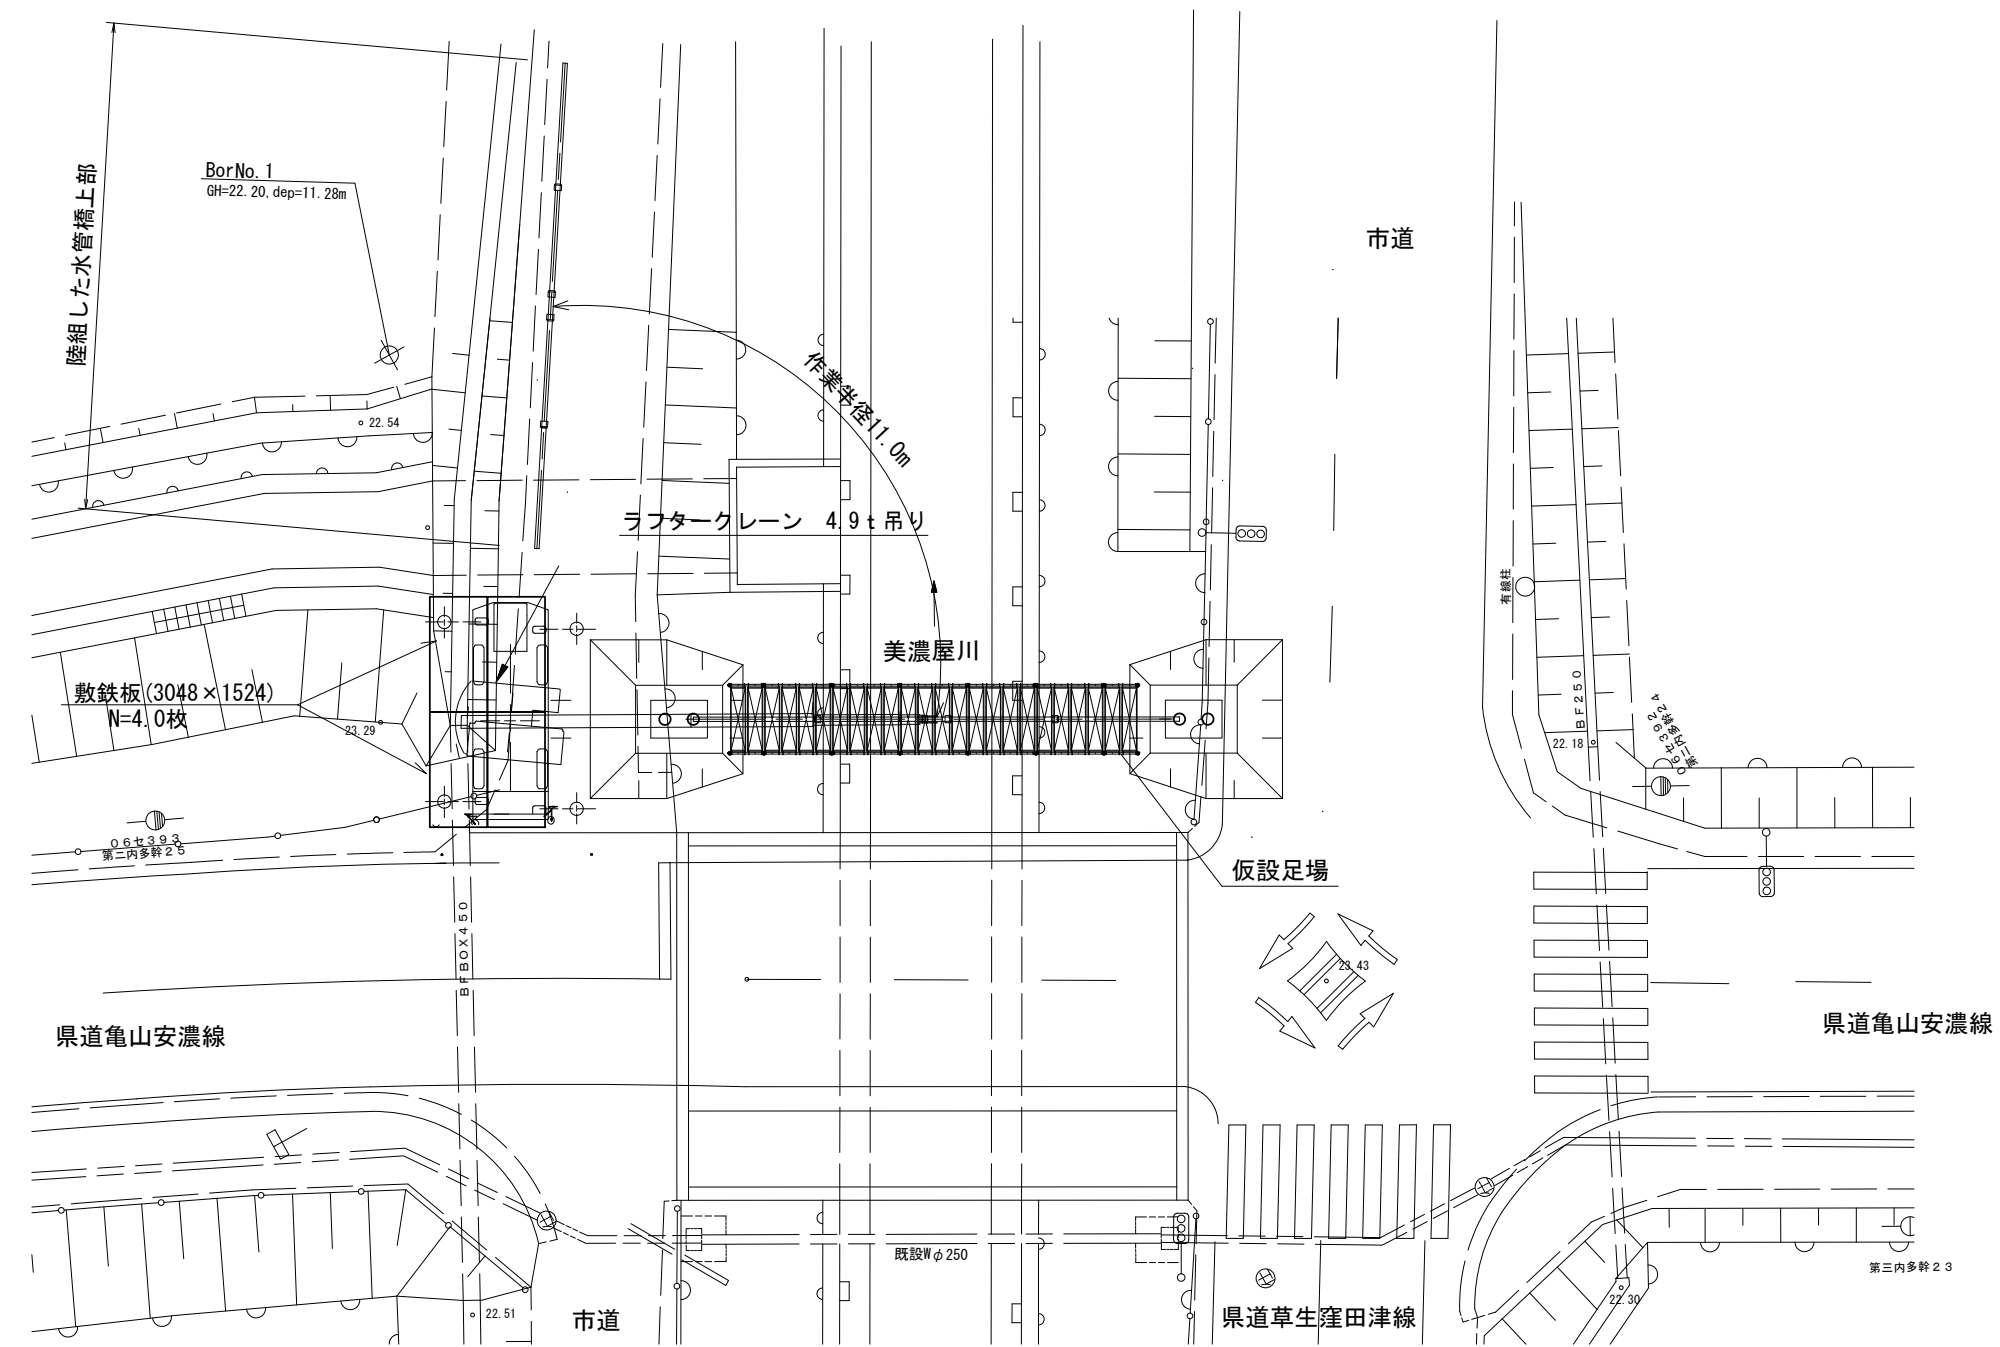 陸組した水管橋上部
BorNo.1
GH=22.20,dep=11.28m
市道
作業半径11.0m
22.54
ラフタークレーン 4.9t吊り
有線柱
美濃屋川
敷鉄板(3048×1524)
N=4.0枚
23.29
BF250
22.18
06セ392
第二内多幹24
06セ393
第二内多幹25
仮設足場
BFBOX450
23.43
県道亀山安濃線
県道亀山安濃線
既設Wφ250
第三内多幹23
22.51
市道
県道草生窪田津線
22.30